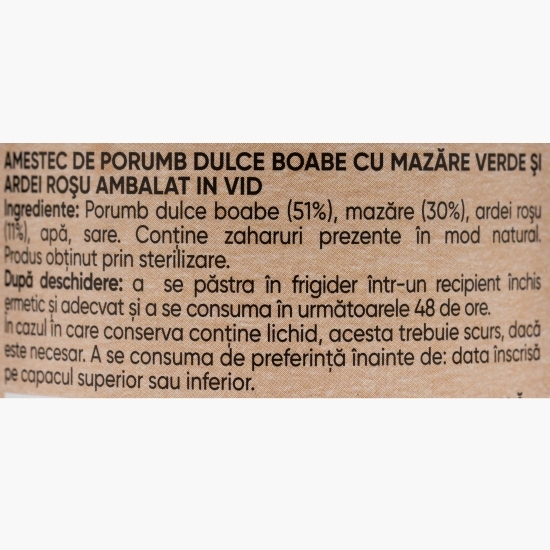 AMESTEC DE PORUMB DULCE BOABE CU MAZĂRE VERDE ȘI
ARDEI ROȘU AMBALAT IN VID
Ingrediente: Porumb dulce boabe (51%), mazăre (30%), ardei roșu
(11%), apă, sare. Conține zaharuri prezente în mod natural.
Produs obținut prin sterilizare.
După deschidere: a se păstra în frigider într-un recipient închis
ermetic și adecvat și a se consuma în următoarele 48 de ore.
În cazul în care conserva conține lichid, acesta trebuie scurs, dacă
este necesar. A se consuma de preferință înainte de: data înscrisă
pe capacul superior sau inferior.